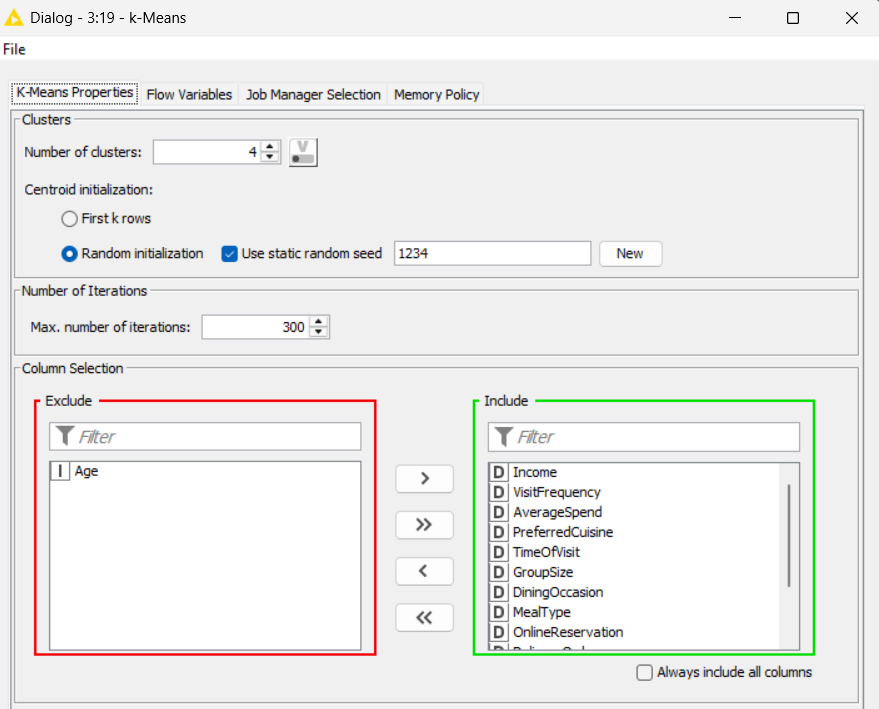 Dialog - 3:19 - k-Means
File
K-Means Properties Flow Variables Job Manager Selection Memory Policy
Clusters
Number of clusters: 4 V
Centroid initialization:
First k rows
Random initialization Use static random seed 1234 New
Number of Iterations
Max. number of iterations: 300
Column Selection
Exclude
Filter
I Age
>
>>
<
<<
Include
Filter
D Income
D VisitFrequency
D AverageSpend
D PreferredCuisine
D TimeOfVisit
D GroupSize
D DiningOccasion
D MealType
D OnlineReservation
Always include all columns